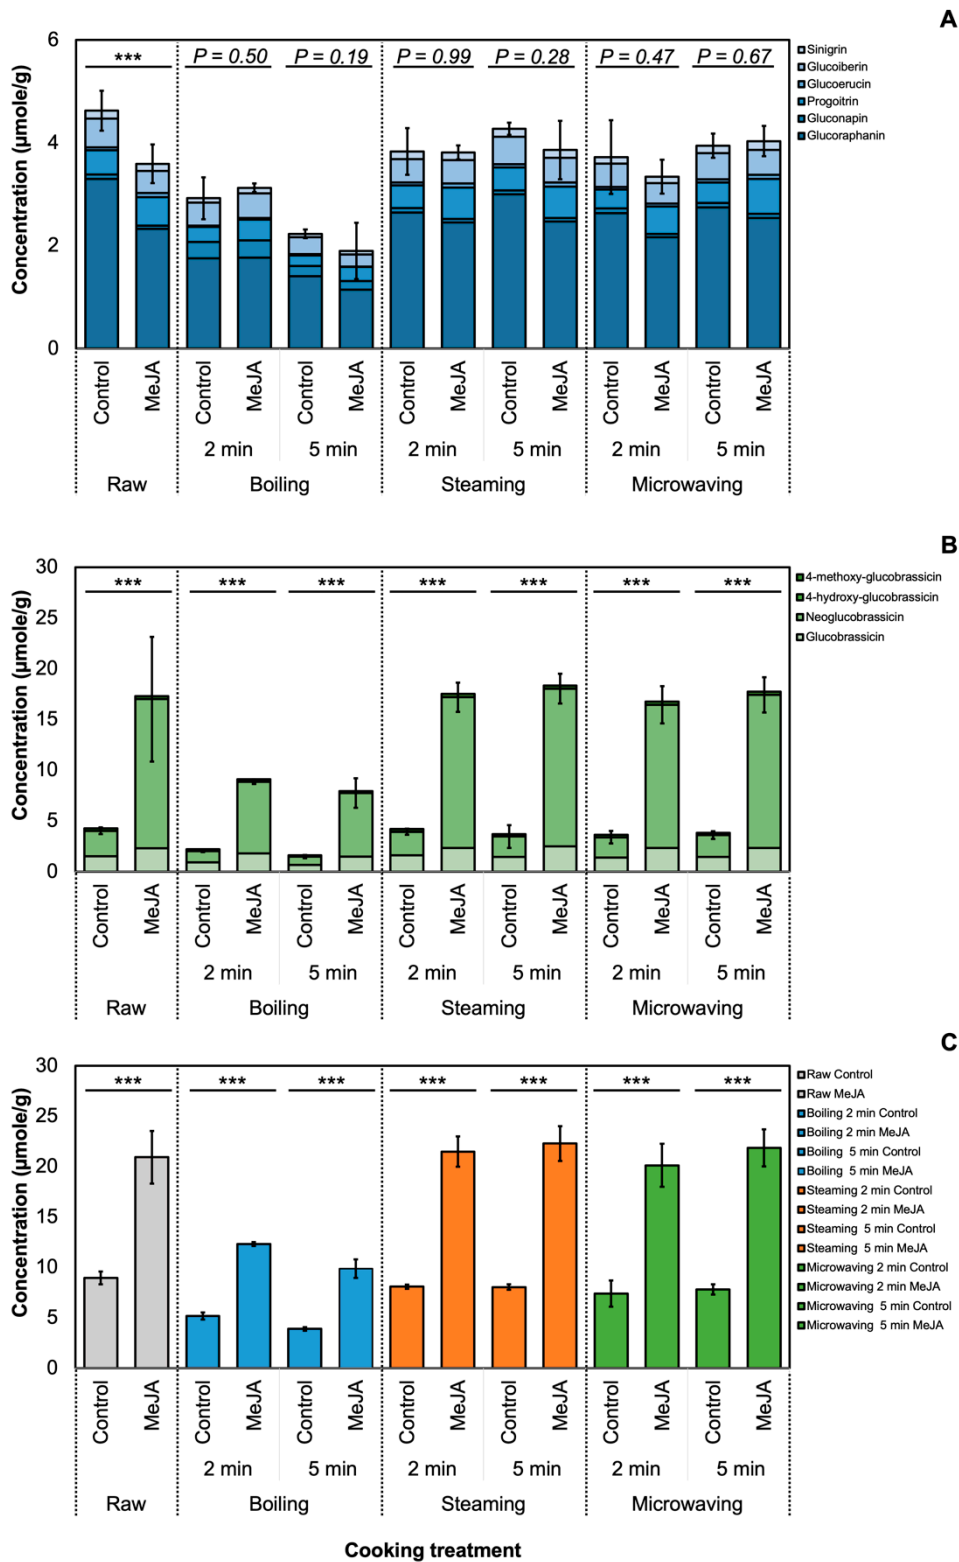 A
6
4
2
0
Concentration (µmole/g)
***
P = 0.50
P = 0.19
P = 0.99
P = 0.28
P = 0.47
P = 0.67
Sinigrin
Glucoiberin
Glucoerucin
Progoitrin
Gluconapin
Glucoraphanin
Control MeJA Control MeJA Control MeJA Control MeJA Control MeJA Control MeJA Control MeJA
2 min 5 min 2 min 5 min 2 min 5 min
Raw Boiling Steaming Microwaving
B
30
25
20
15
10
5
0
Concentration (µmole/g)
*** *** *** *** *** *** ***
4-methoxy-glucobrassicin
4-hydroxy-glucobrassicin
Neoglucobrassicin
Glucobrassicin
Control MeJA Control MeJA Control MeJA Control MeJA Control MeJA Control MeJA Control MeJA
2 min 5 min 2 min 5 min 2 min 5 min
Raw Boiling Steaming Microwaving
C
30
25
20
15
10
5
0
Concentration (µmole/g)
*** *** *** *** *** *** ***
Raw Control
Raw MeJA
Boiling 2 min Control
Boiling 2 min MeJA
Boiling 5 min Control
Boiling 5 min MeJA
Steaming 2 min Control
Steaming 2 min MeJA
Steaming 5 min Control
Steaming 5 min MeJA
Microwaving 2 min Control
Microwaving 2 min MeJA
Microwaving 5 min Control
Microwaving 5 min MeJA
Control MeJA Control MeJA Control MeJA Control MeJA Control MeJA Control MeJA Control MeJA
2 min 5 min 2 min 5 min 2 min 5 min
Raw Boiling Steaming Microwaving
Cooking treatment